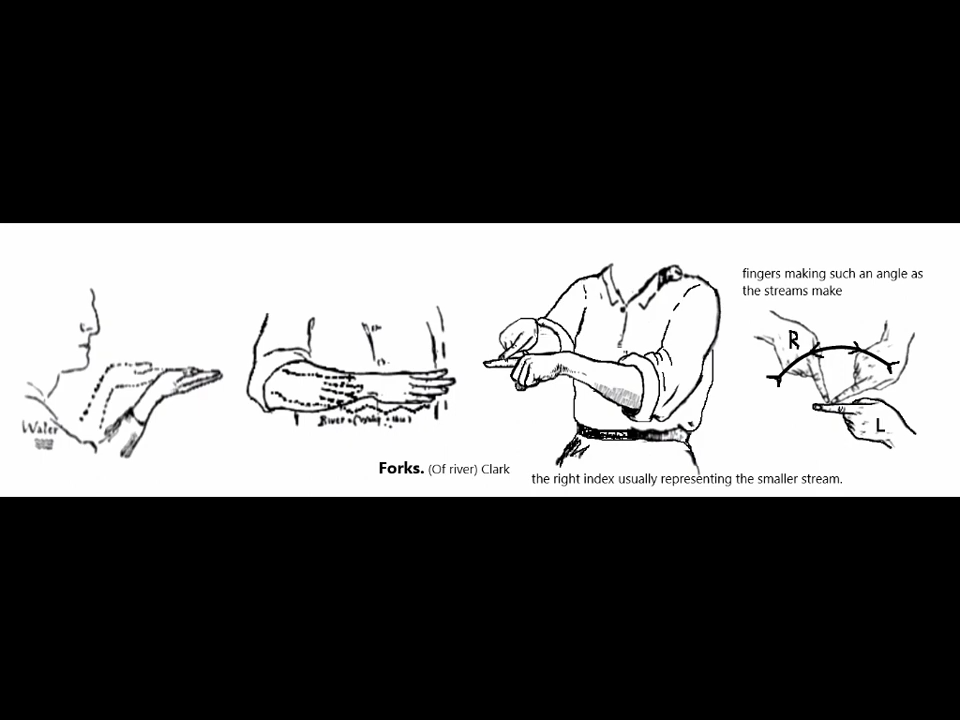 fingers making such an angle as
the streams make
R
Water
L
River
Forks. (Of river) Clark
the right index usually representing the smaller stream.